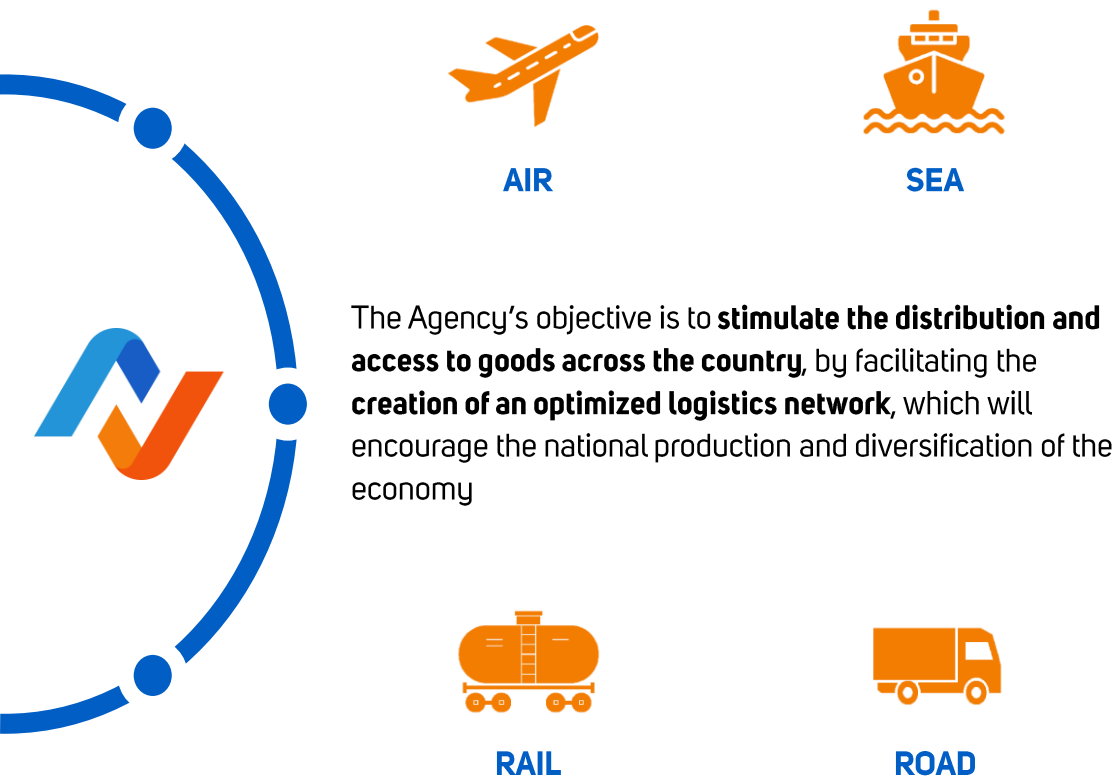 AIR
SEA
The Agency's objective is to stimulate the distribution and
access to goods across the country, by facilitating the
creation of an optimized logistics network, which will
encourage the national production and diversification of the
economy
RAIL
ROAD